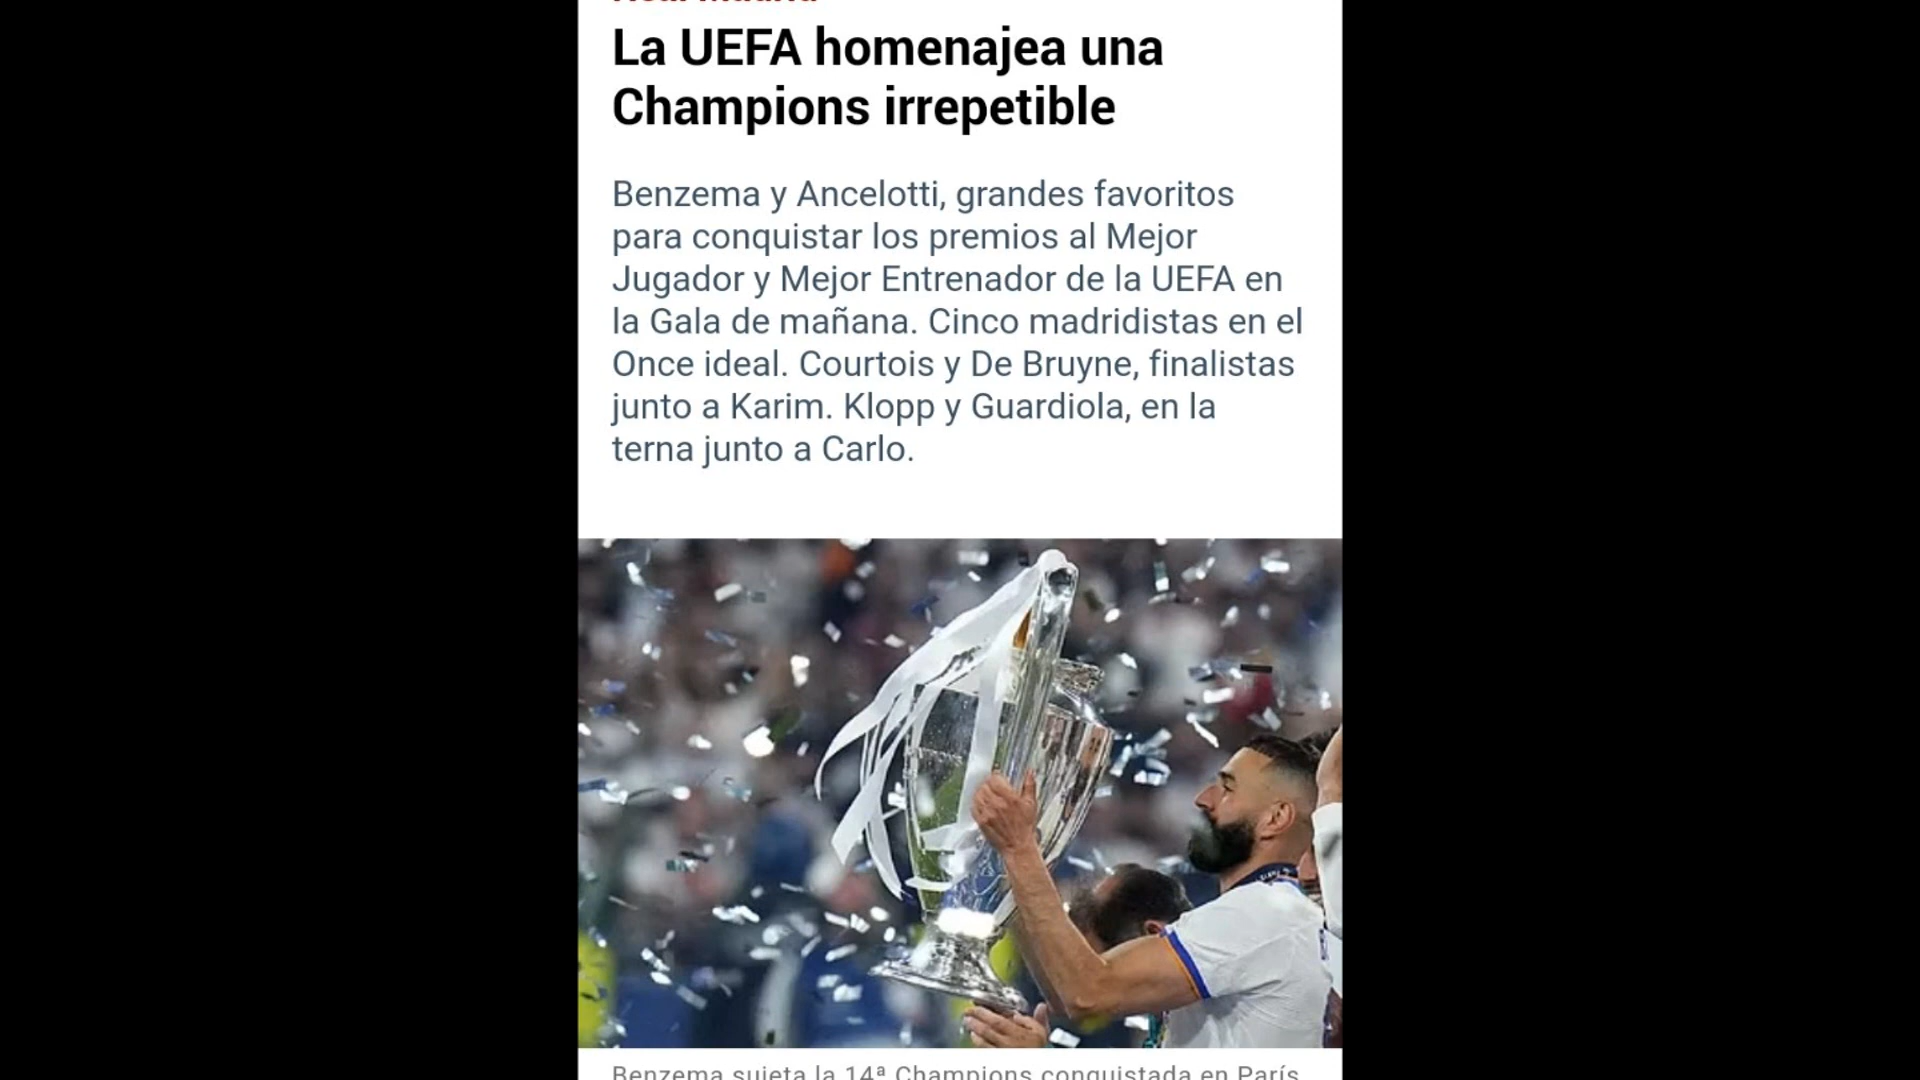 Real Madrid
La UEFA homenajea una
Champions irrepetible
Benzema y Ancelotti, grandes favoritos
para conquistar los premios al Mejor
Jugador y Mejor Entrenador de la UEFA en
la Gala de mañana. Cinco madridistas en el
Once ideal. Courtois y De Bruyne, finalistas
junto a Karim. Klopp y Guardiola, en la
terna junto a Carlo.
Benzema sujeta la 14ª Champions conquistada en París